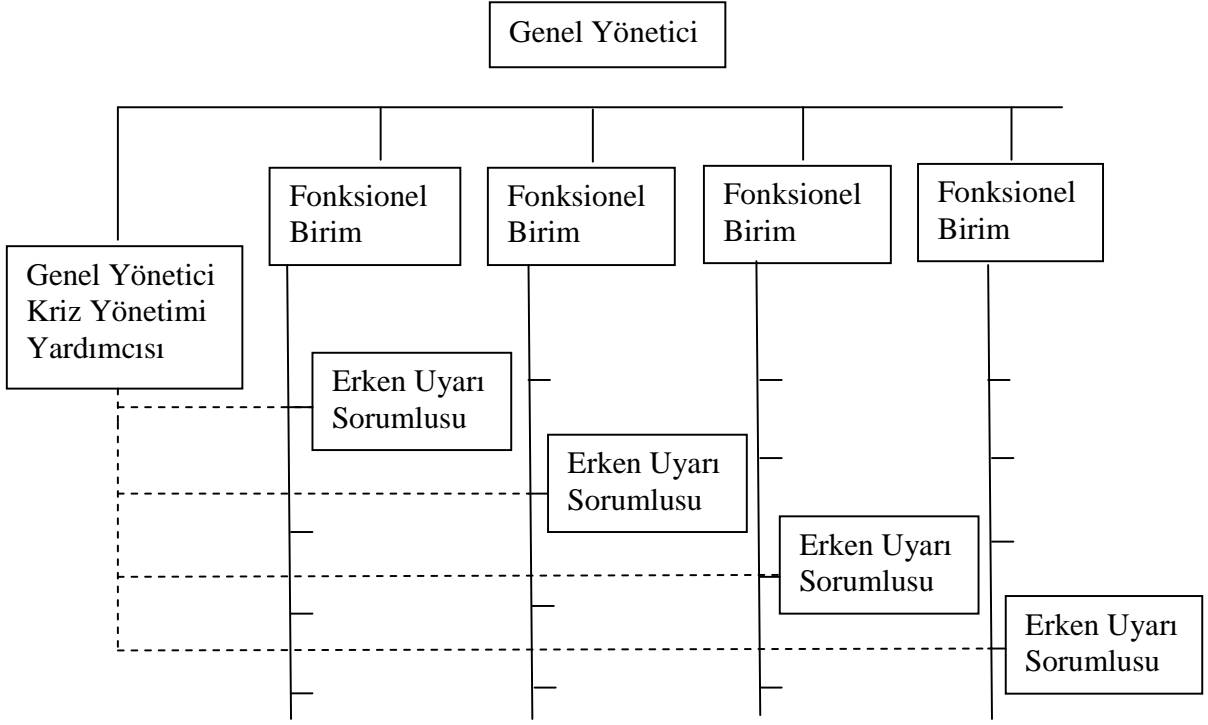 Genel Yönetici
Fonksionel
Birim
Fonksionel
Birim
Fonksionel
Birim
Fonksionel
Birim
Genel Yönetici
Kriz Yönetimi
Yardımcısı
Erken Uyarı
Sorumlusu
Erken Uyarı
Sorumlusu
Erken Uyarı
Sorumlusu
Erken Uyarı
Sorumlusu